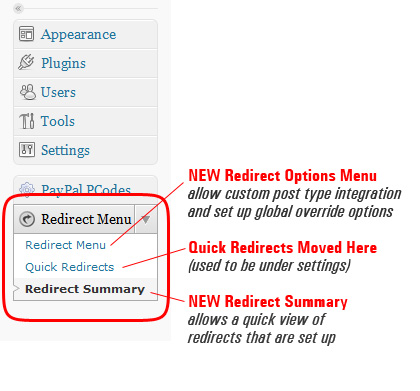 Appearance
Plugins
Users
Tools
Settings
PayPal PCodes
Redirect Menu
Redirect Menu
Quick Redirects
Redirect Summary
NEW Redirect Options Menu
allow custom post type integration
and set up global override options
Quick Redirects Moved Here
(used to be under settings)
NEW Redirect Summary
allows a quick view of
redirects that are set up